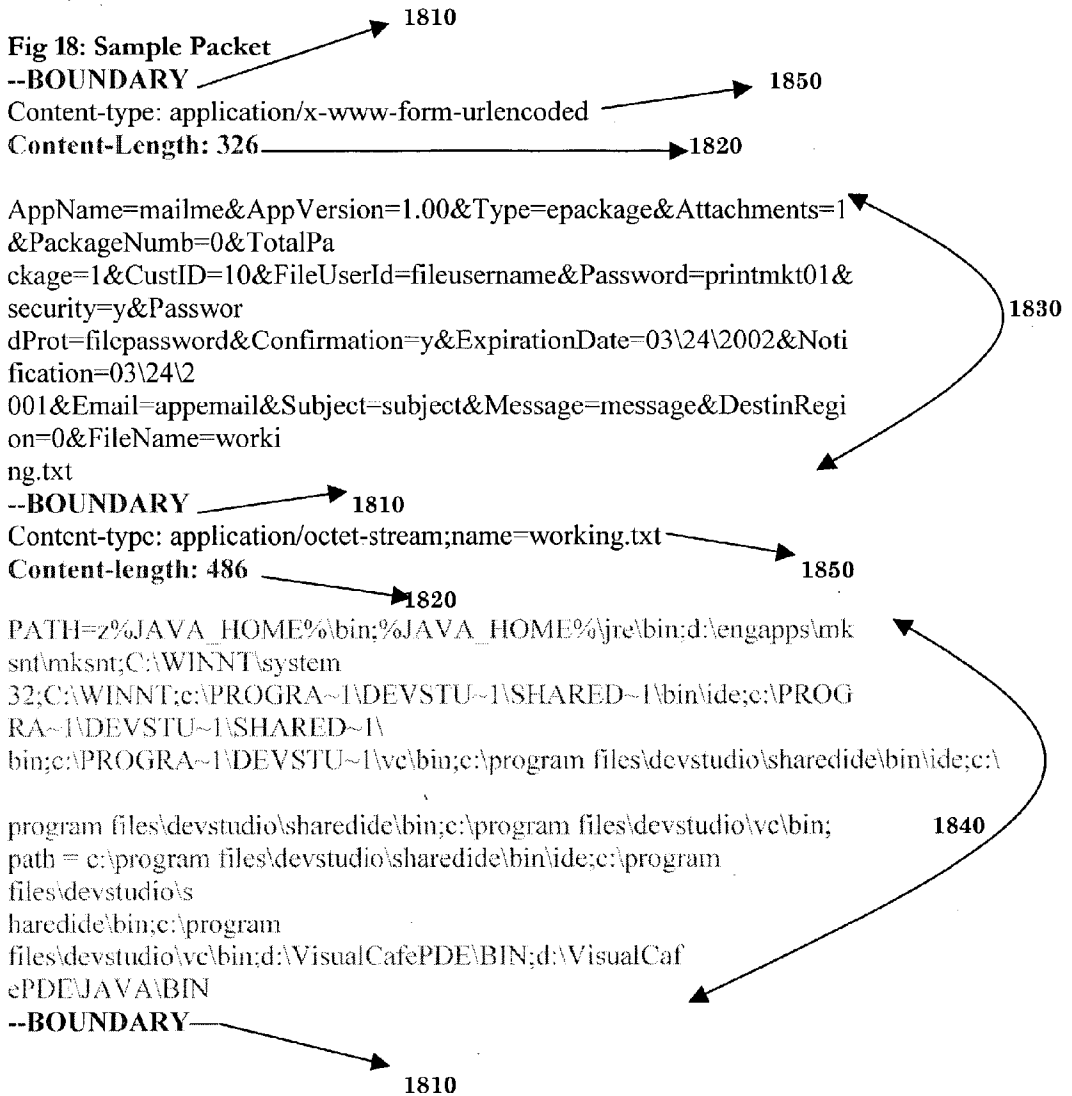 1810
Fig 18: Sample Packet
--BOUNDARY
1850
Content-type: application/x-www-form-urlencoded
Content-Length: 326 1820
AppName=mailme&AppVersion=1.00&Type=epackage&Attachments=1
&PackageNumb=0&TotalPa
ckage=1&CustID=10&FileUserId=fileusername&Password=printmkt01&
security=y&Passwor
1830
dProt=filepassword&Confirmation=y&ExpirationDate=03\24\2002&Noti
fication=03\24\2
001&Email=appemail&Subject=subject&Message=message&DestinRegi
on=0&FileName=worki
ng.txt
--BOUNDARY 1810
Content-type: application/octet-stream;name=working.txt
Content-length: 486 1850
1820
PATH=z%JAVA_HOME%\bin;%JAVA_HOME%\jre\bin;d:\engapps\mk
snt\mksnt;C:\WINNT\system
32;C:\WINNT;c:\PROGRA~1\DEVSTU~1\SHARED~1\bin\ide;c:\PROG
RA~1\DEVSTU~1\SHARED~1\
bin;c:\PROGRA~1\DEVSTU~1\vc\bin;c:\program files\devstudio\sharedide\bin\ide;c:\
program files\devstudio\sharedide\bin;c:\program files\devstudio\vc\bin; 1840
path = c:\program files\devstudio\sharedide\bin\ide;c:\program
files\devstudio\s
haredide\bin;c:\program
files\devstudio\vc\bin;d:\VisualCafePDE\BIN;d:\VisualCaf
ePDE\JAVA\BIN
--BOUNDARY
1810